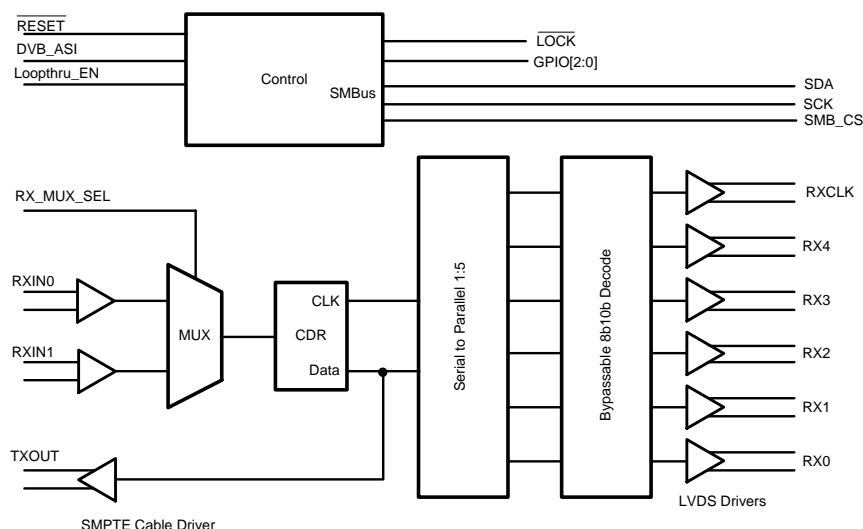 RESET
DVB_ASI
Loopthru_EN
Control
SMBus
LOCK
GPIO[2:0]
SDA
SCK
SMB_CS
RX_MUX_SEL
RXIN0
RXIN1
MUX
CLK
CDR
Data
Serial to Parallel 1:5
Bypassable 8b10b Decode
RXCLK
RX4
RX3
RX2
RX1
RX0
TXOUT
SMPTE Cable Driver
LVDS Drivers